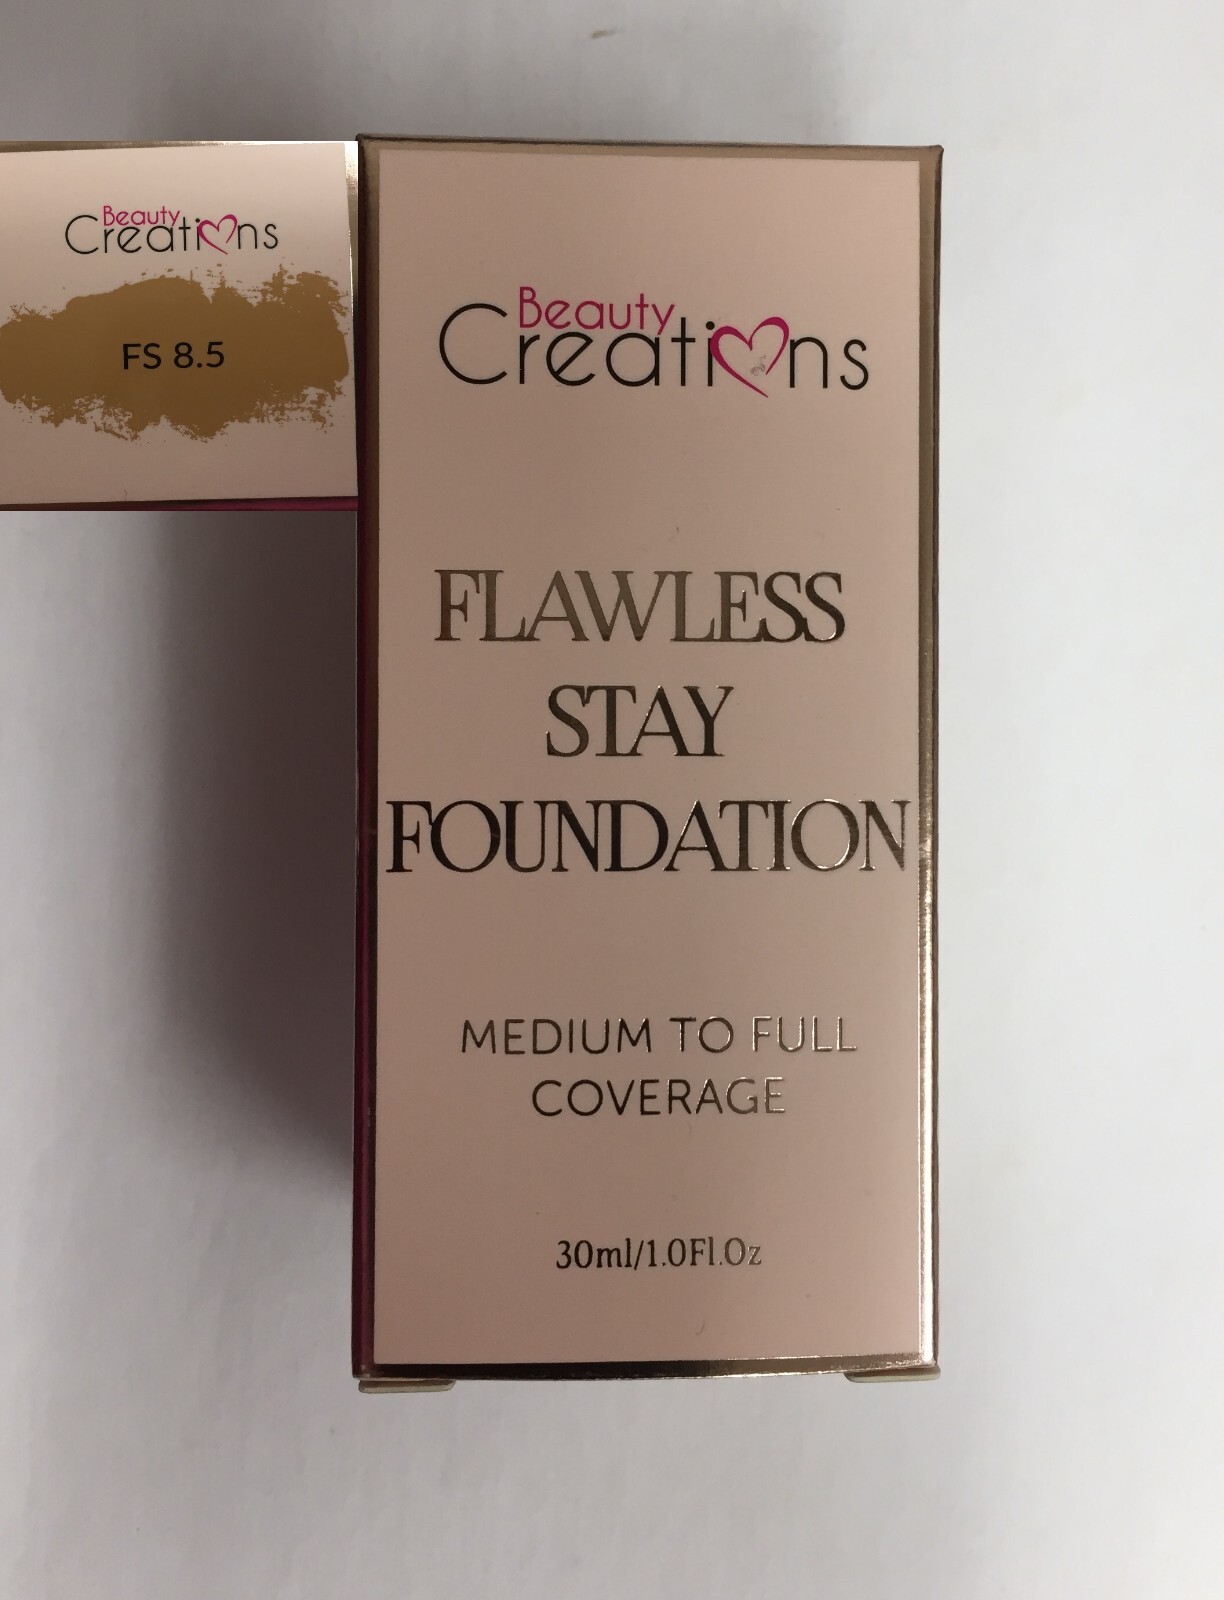 Beauty
Creations
FS 8.5
Beauty
Creations
FLAWLESS
STAY
FOUNDATION
MEDIUM TO FULL
COVERAGE
30ml/1.0Fl.Oz